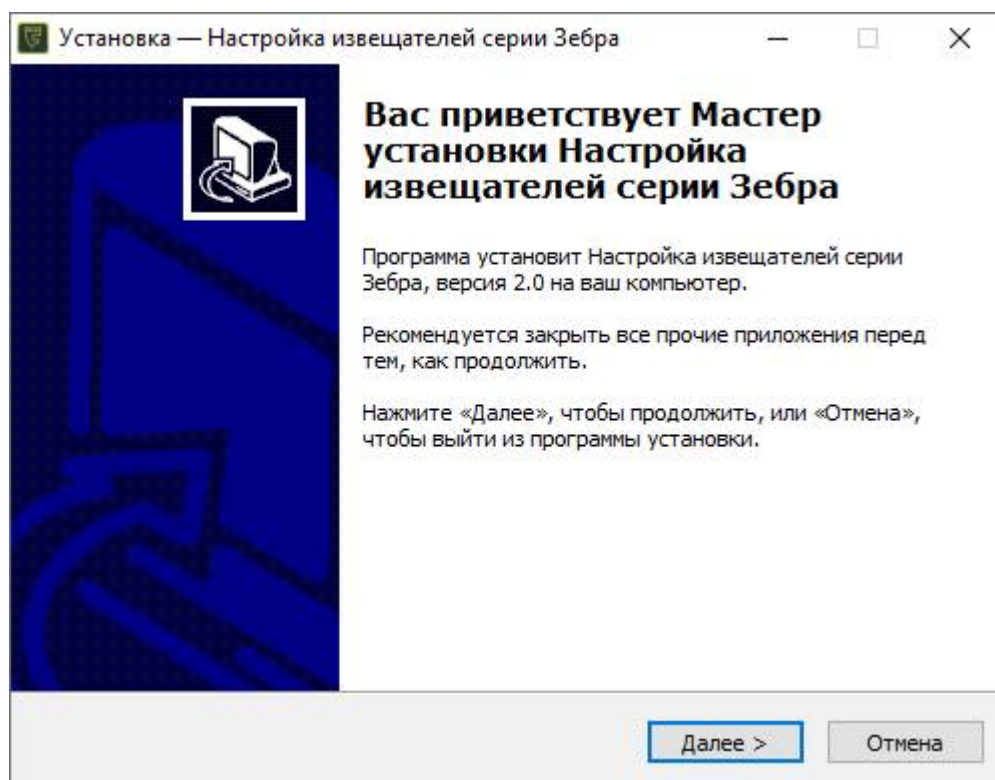 Установка — Настройка извещателей серии Зебра
Вас приветствует Мастер
установки Настройка
извещателей серии Зебра
Программа установит Настройка извещателей серии
Зебра, версия 2.0 на ваш компьютер.
Рекомендуется закрыть все прочие приложения перед
тем, как продолжить.
Нажмите «Далее», чтобы продолжить, или «Отмена»,
чтобы выйти из программы установки.
Далее >
Отмена